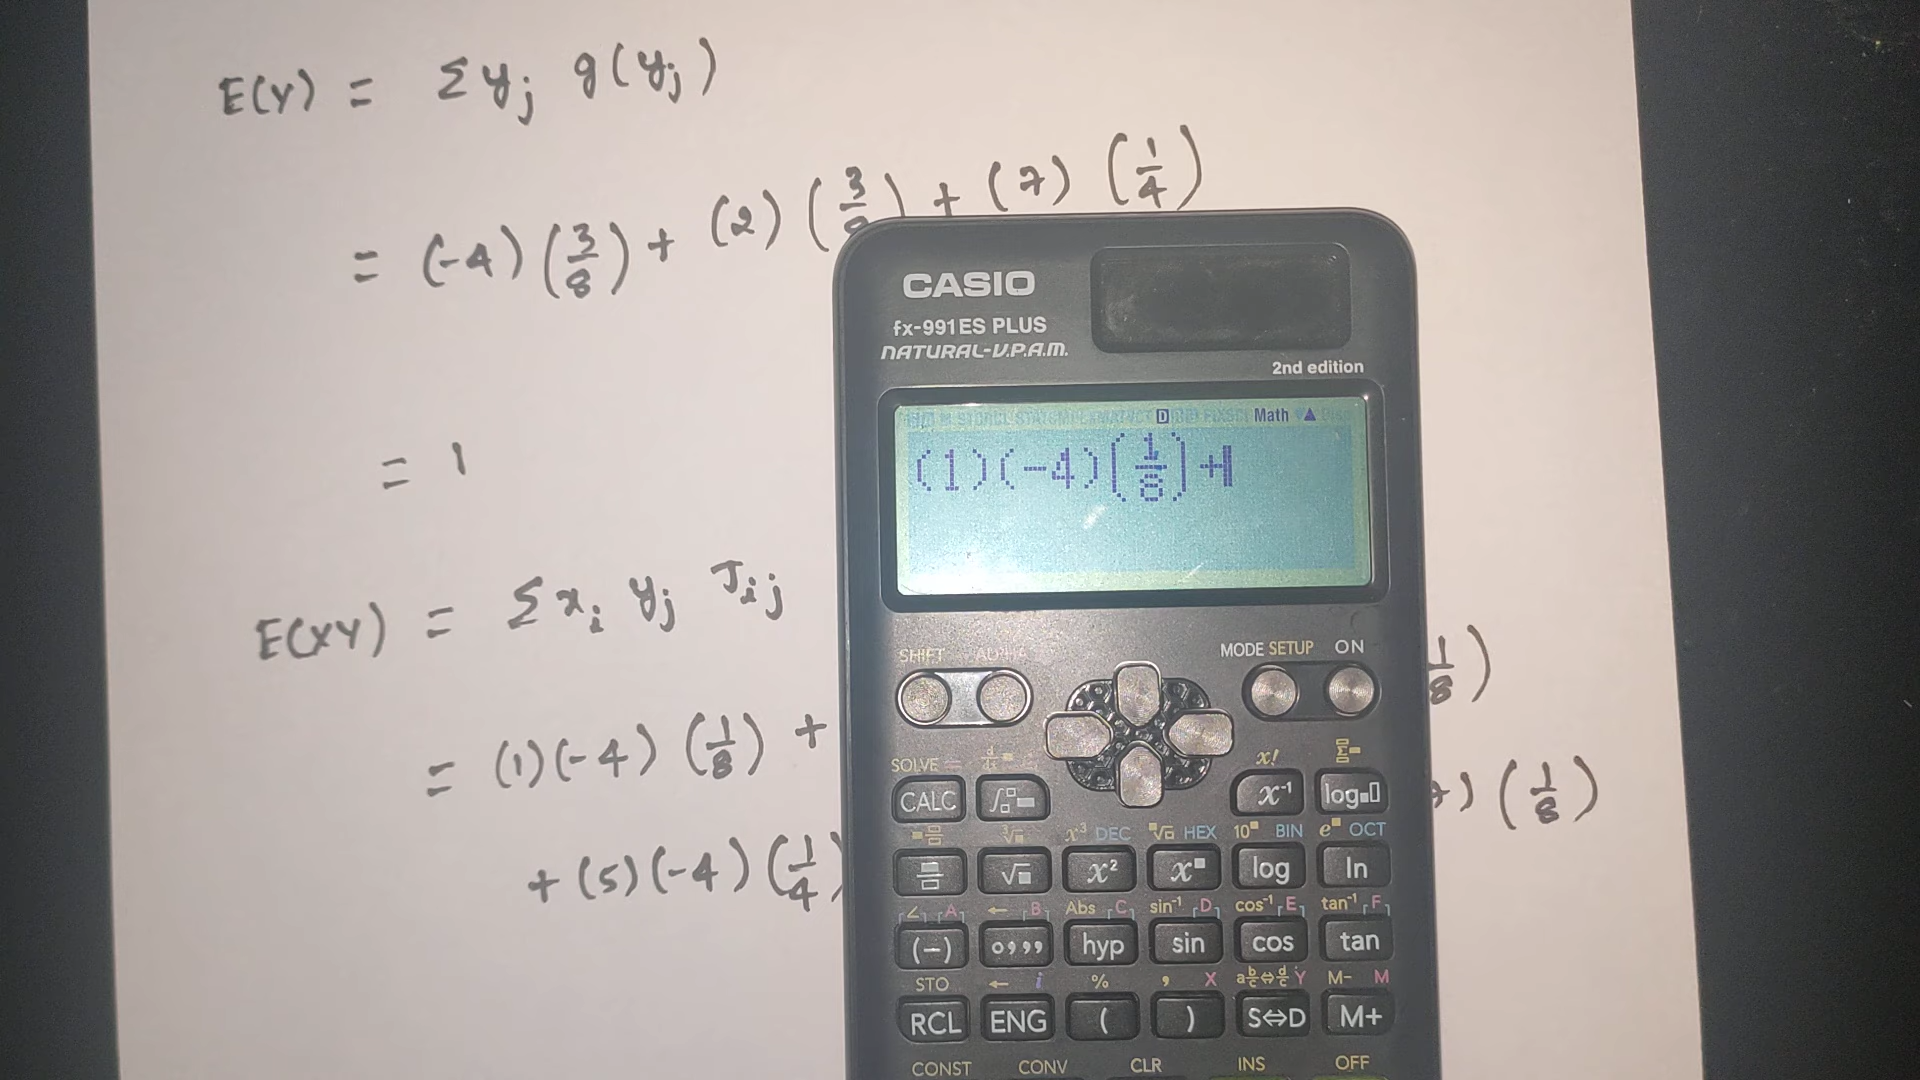 E(Y) = Σ yj g(yj)
= (-4) (3/8) + (2) (3/8) + (7) (1/4)
= 1
E(XY) = Σ xi yj Jij
= (1) (-4) (1/8) +
1/8)
+ (5) (-4) (1/4)
7) (1/8)
CASIO
fx-991ES PLUS
NATURAL-V.P.A.M.
2nd edition
D Math ▲
(1)(-4)(1/8)+
SHIFT ALPHA MODE SETUP ON
SOLVE = d/dx x! Σ
CALC ∫ x⁻¹ log
∛ x³ DEC HEX 10 BIN e OCT
√ x² x log ln
∠ A ← B Abs C sin⁻¹ D cos⁻¹ E tan⁻¹ F
(−) °,,, hyp sin cos tan
STO ← i % , X a b/c⇔d/c Y M- M
RCL ENG ( ) S⇔D M+
CONST CONV CLR INS OFF